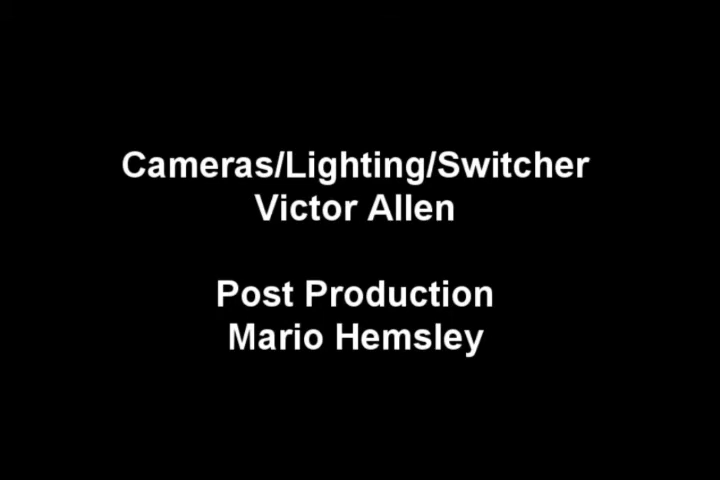 Cameras/Lighting/Switcher
Victor Allen
Post Production
Mario Hemsley